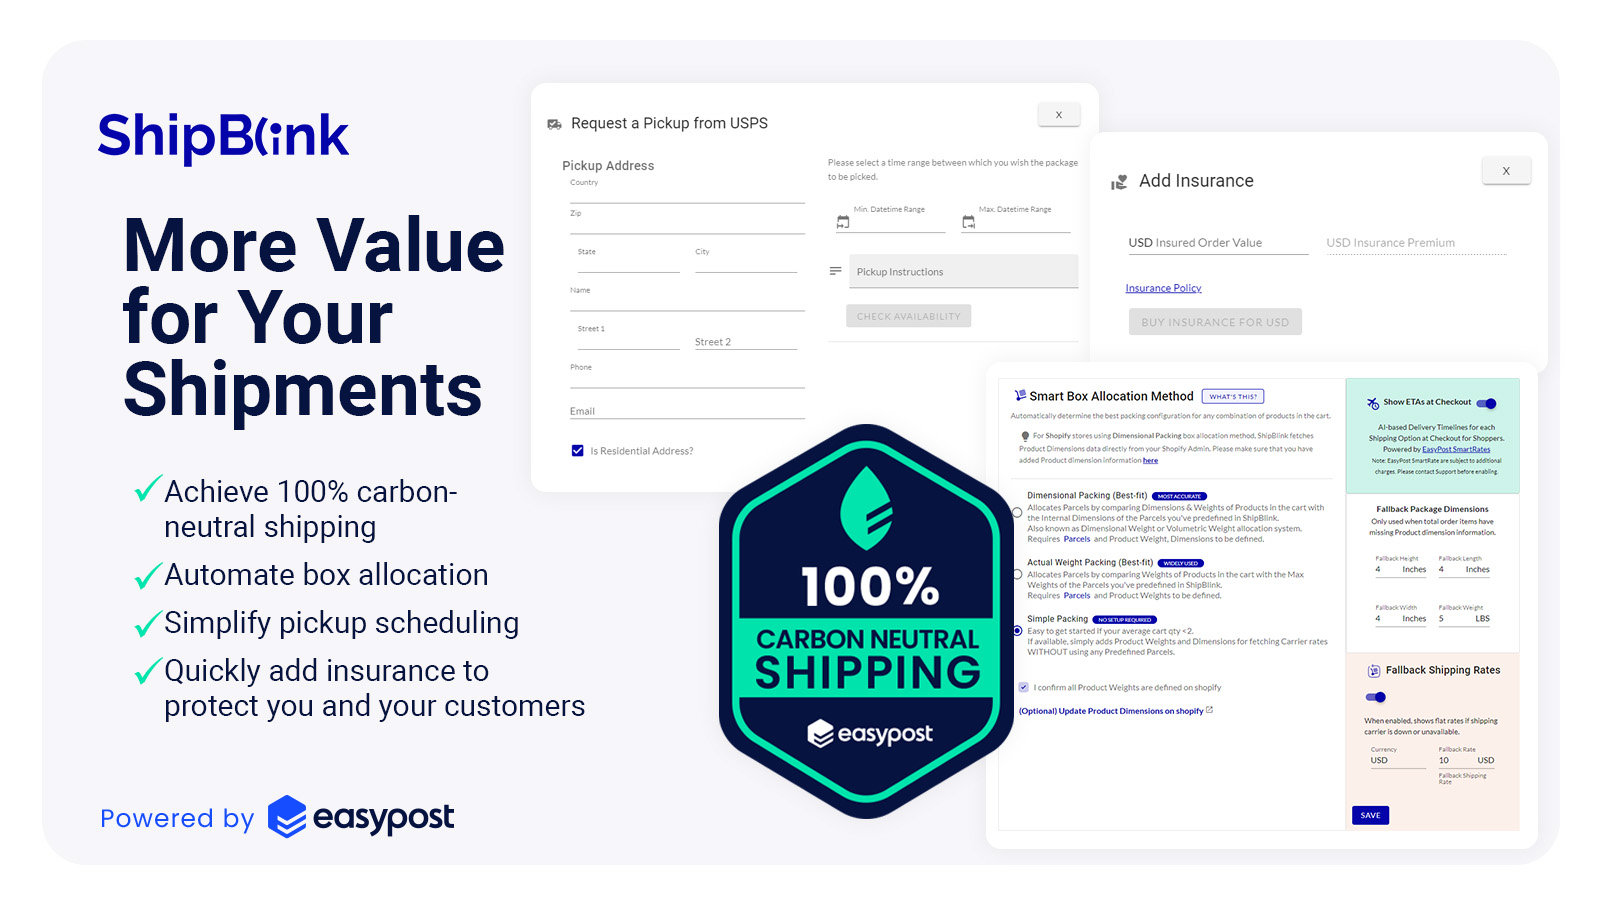 ShipBlink
More Value
for Your
Shipments
Achieve 100% carbon-
neutral shipping
Automate box allocation
Simplify pickup scheduling
Quickly add insurance to
protect you and your customers
Powered by easypost
Request a Pickup from USPS
X
Pickup Address
Country
Zip
State City
Name
Street 1 Street 2
Phone
Email
Is Residential Address?
Please select a time range between which you wish the package
to be picked.
Min. Datetime Range Max. Datetime Range
Pickup Instructions
CHECK AVAILABILITY
Add Insurance
X
USD Insured Order Value USD Insurance Premium
Insurance Policy
BUY INSURANCE FOR USD
100%
CARBON NEUTRAL
SHIPPING
easypost
Smart Box Allocation Method WHAT'S THIS?
Automatically determine the best packing configuration for any combination of products in the cart.
For Shopify stores using Dimensional Packing box allocation method, ShipBlink fetches
Product Dimensions data directly from your Shopify Admin. Please make sure that you have
added Product dimension information here
Dimensional Packing (Best-fit) MOST ACCURATE
Allocates Parcels by comparing Dimensions & Weights of Products in the cart with
the Internal Dimensions of the Parcels you've predefined in ShipBlink.
Also known as Dimensional Weight or Volumetric Weight allocation system.
Requires Parcels and Product Weight, Dimensions to be defined.
Actual Weight Packing (Best-fit) WIDELY USED
Allocates Parcels by comparing Weights of Products in the cart with the Max
Weights of the Parcels you've predefined in ShipBlink.
Requires Parcels and Product Weights to be defined.
Simple Packing NO SETUP REQUIRED
Easy to get started if your average cart qty <2.
If available, simply adds Product Weights and Dimensions for fetching Carrier rates
WITHOUT using any Predefined Parcels.
I confirm all Product Weights are defined on shopify
(Optional) Update Product Dimensions on shopify
Show ETAs at Checkout
AI-based Delivery Timelines for each
Shipping Option at Checkout for Shoppers.
Powered by EasyPost SmartRates
Note: EasyPost SmartRate are subject to additional
charges. Please contact Support before enabling.
Fallback Package Dimensions
Only used when total order items have
missing Product dimension information.
Fallback Height Fallback Length
4 Inches 4 Inches
Fallback Width Fallback Weight
4 Inches 5 LBS
Fallback Shipping Rates
When enabled, shows flat rates if shipping
carrier is down or unavailable.
Currency Fallback Rate
USD 10 USD
Fallback Shipping
Rate
SAVE